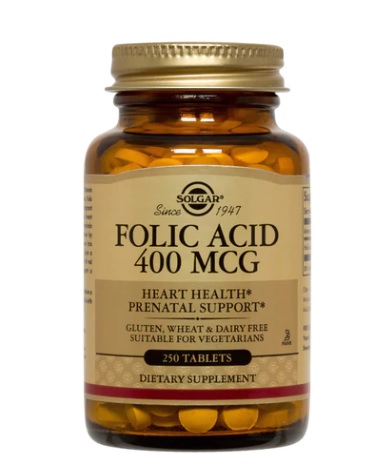 SOLGAR®
Since 1947
FOLIC ACID
400 MCG
HEART HEALTH*
PRENATAL SUPPORT*
GLUTEN, WHEAT & DAIRY FREE
SUITABLE FOR VEGETARIANS
250 TABLETS
DIETARY SUPPLEMENT